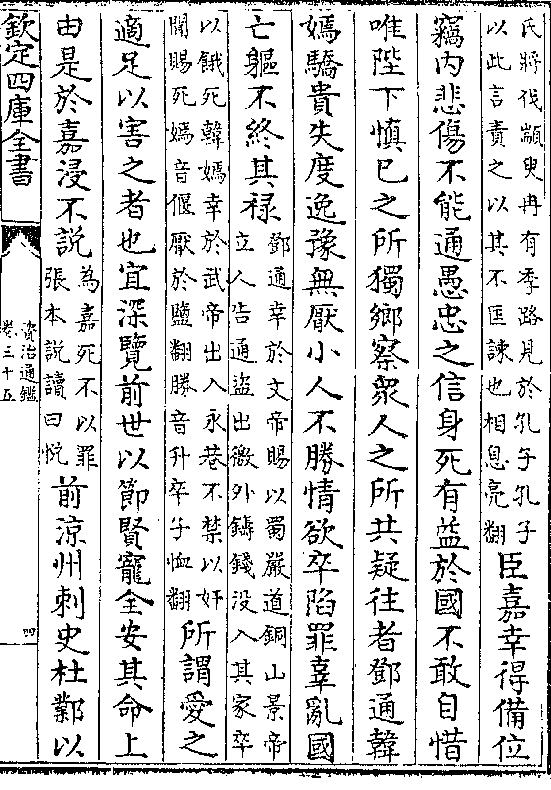 氏將伐顓臾冉有季路見於孔子孔子
以此言責之以其不匡諫也相息亮翻
臣嘉幸得備位
竊内悲傷不能通愚忠之信身死有益於國不敢自惜
唯陛下慎已之所獨鄉察衆人之所共疑往者鄧通韓
嫣驕貴失度逸豫無厭小人不勝情欲卒陷罪辜亂國
亡軀不終其禄
鄧通幸於文帝賜以蜀嚴道銅山景帝
立人告通盜出徼外鑄錢没入其家卒
以餓死韓嫣幸於武帝出入永巷不禁以奸
聞賜死嫣音偃厭於鹽翻勝音升卒子恤翻
所謂愛之
適足以害之者也宜深覽前世以節賢寵全安其命上
由是於嘉浸不説
為嘉死不以罪
張本説讀曰悅
前涼州刺史杜鄴以
欽定四庫全書
資治通鑑
卷三十五
四